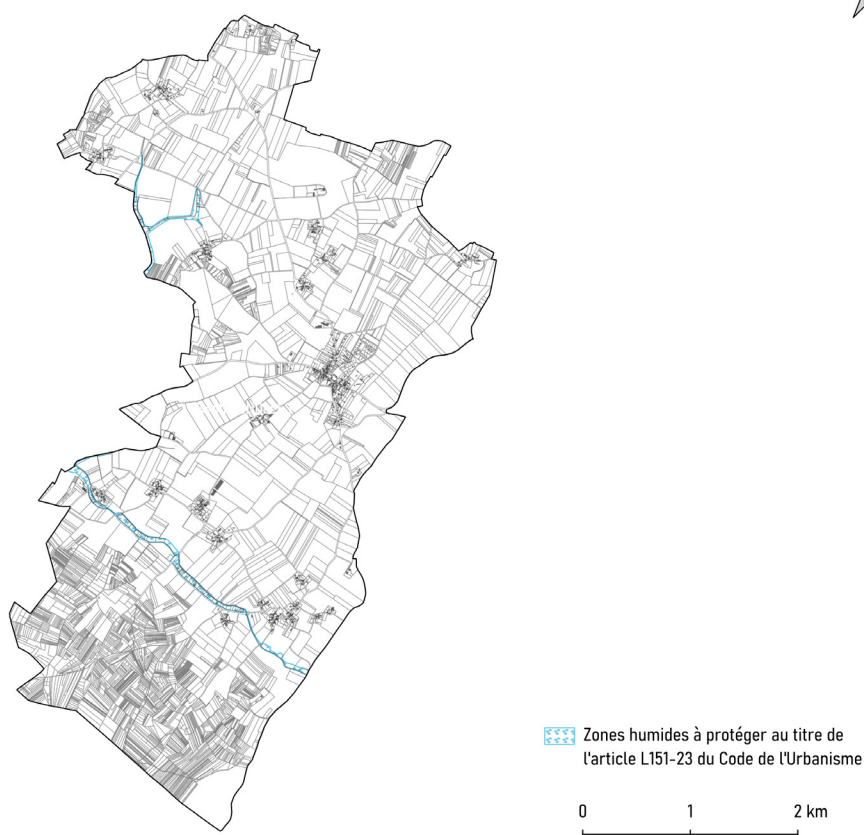 Zones humides à protéger au titre de
l'article L151-23 du Code de l'Urbanisme
0 1 2 km